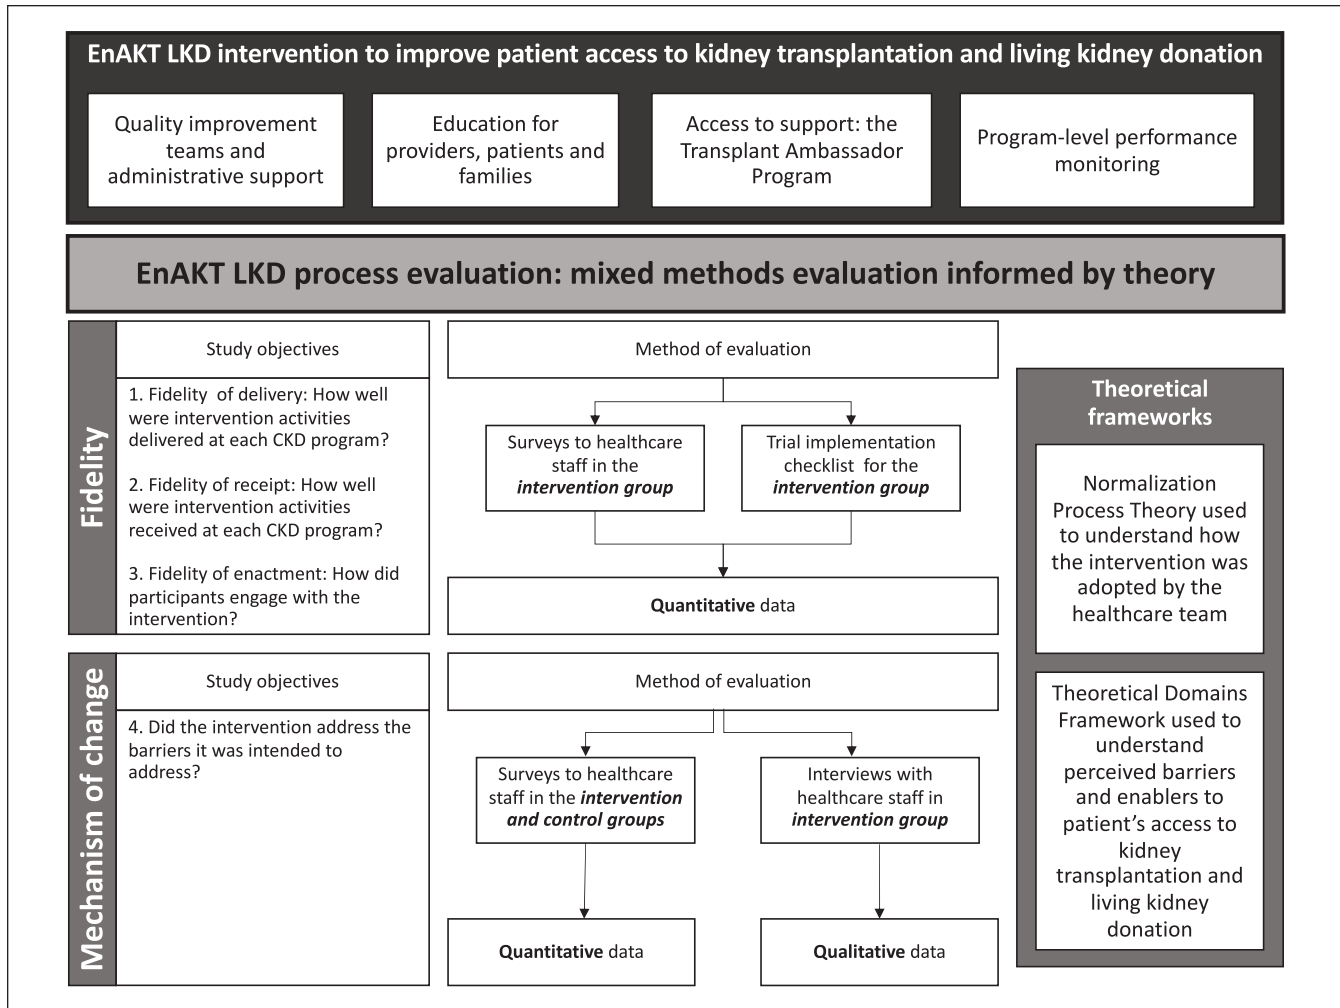 EnAKT LKD intervention to improve patient access to kidney transplantation and living kidney donation
Quality improvement
teams and
administrative support
Education for
providers, patients and
families
Access to support: the
Transplant Ambassador
Program
Program-level performance
monitoring
EnAKT LKD process evaluation: mixed methods evaluation informed by theory
Fidelity
Study objectives
1. Fidelity  of delivery: How well
were intervention activities
delivered at each CKD program?
2. Fidelity of receipt: How well
were intervention activities
received at each CKD program?
3. Fidelity of enactment: How did
participants engage with the
intervention?
Method of evaluation
Surveys to healthcare
staff in the
intervention group
Trial implementation
checklist  for the
intervention group
Quantitative data
Mechanism of change
Study objectives
4. Did the intervention address the
barriers it was intended to
address?
Method of evaluation
Surveys to healthcare
staff in the intervention
and control groups
Interviews with
healthcare staff in
intervention group
Quantitative data
Qualitative data
Theoretical
frameworks
Normalization
Process Theory used
to understand how
the intervention was
adopted by the
healthcare team
Theoretical Domains
Framework used to
understand
perceived barriers
and enablers to
patient’s access to
kidney
transplantation and
living kidney
donation